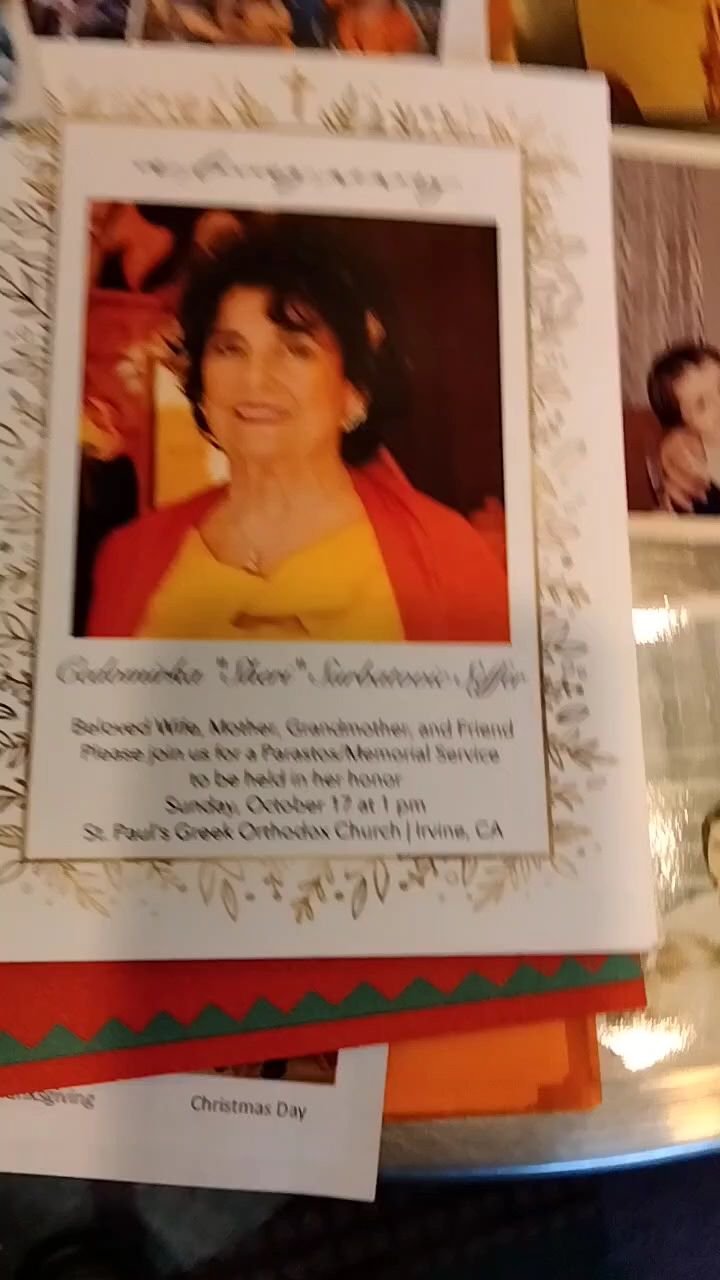 Beloved Wife, Mother, Grandmother, and Friend
Please join us for a Parastos/Memorial Service
to be held in her honor
Sunday, October 17 at 1 pm
St. Paul's Greek Orthodox Church | Irvine, CA
Christmas Day